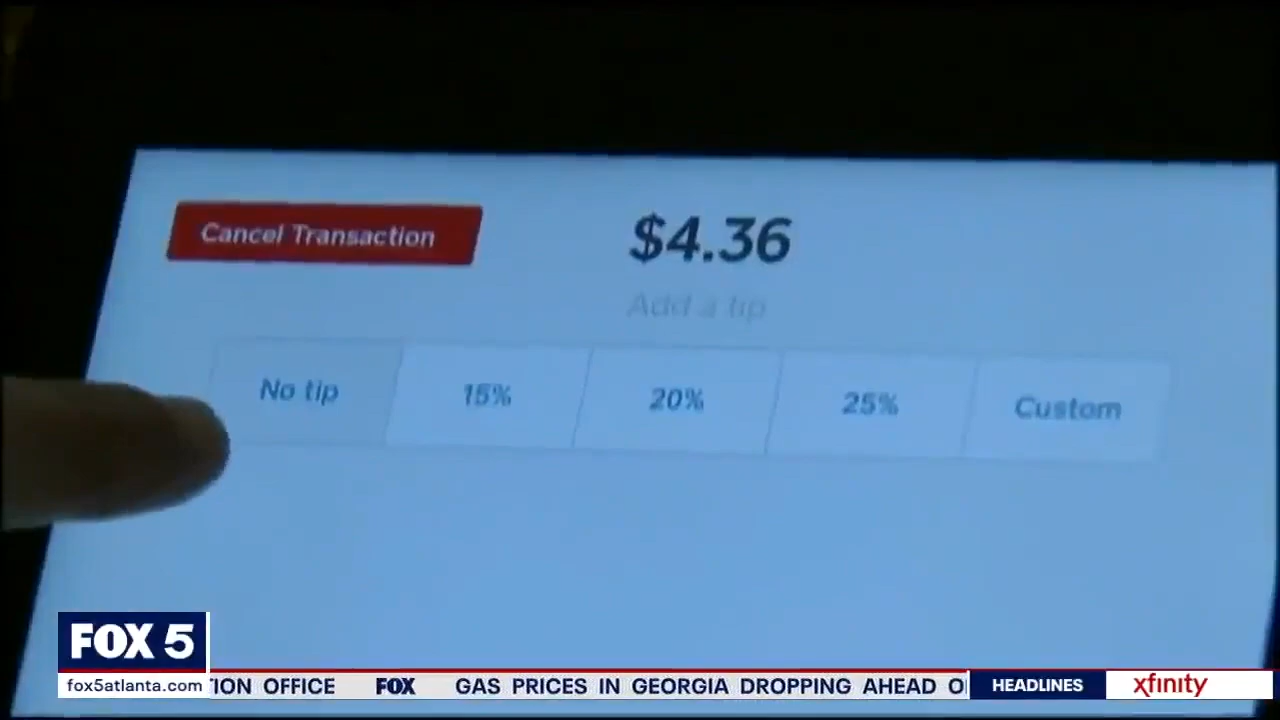 Cancel Transaction
$4.36
Add a tip
No tip
15%
20%
25%
Custom
FOX 5
fox5atlanta.com
TION OFFICE FOX GAS PRICES IN GEORGIA DROPPING AHEAD
HEADLINES
xfinity